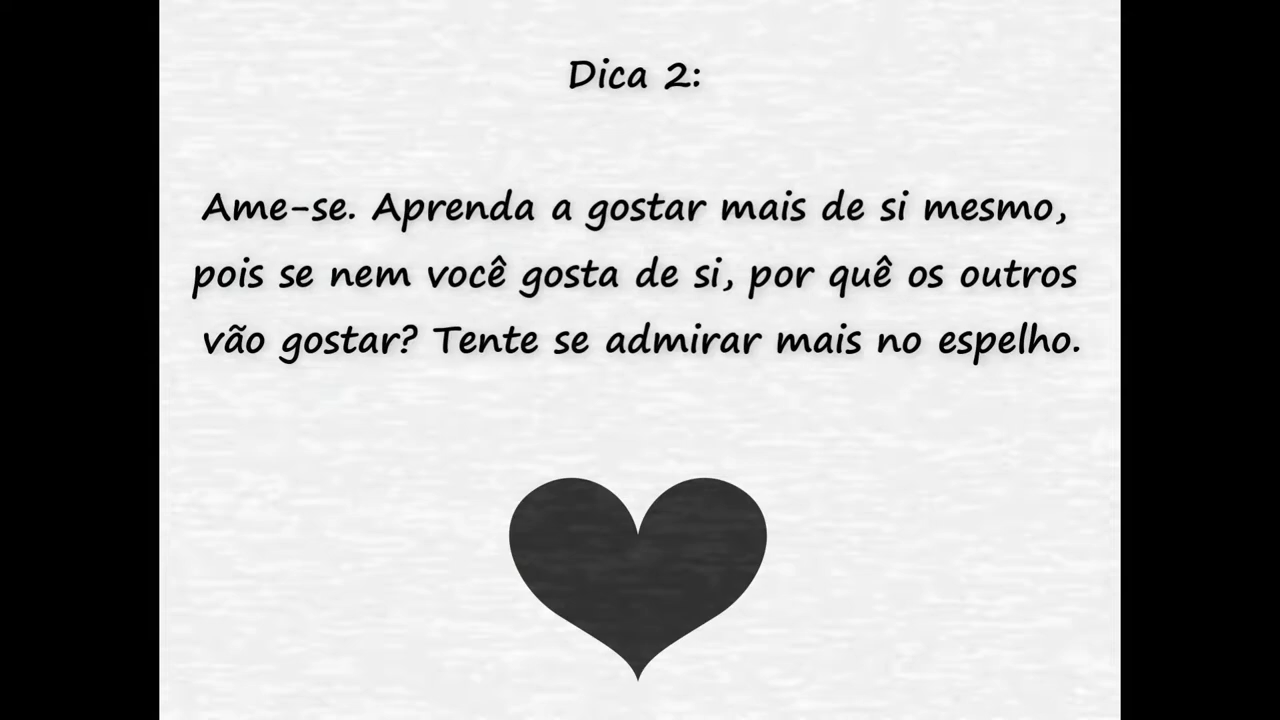 Dica 2:
Ame-se. Aprenda a gostar mais de si mesmo,
pois se nem você gosta de si, por quê os outros
vão gostar? Tente se admirar mais no espelho.